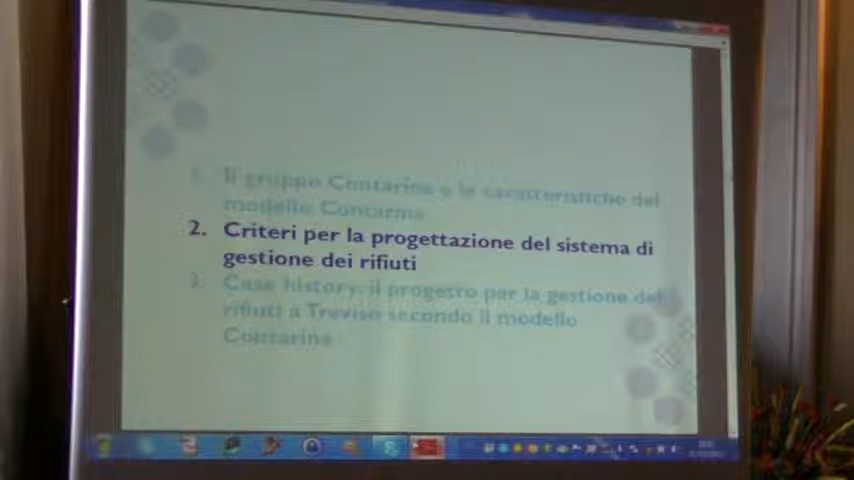 1. Il gruppo Contarina e le caratteristiche del
modello Contarina
2. Criteri per la progettazione del sistema di
gestione dei rifiuti
3. Case history: il progetto per la gestione dei
rifiuti a Treviso secondo il modello
Contarina